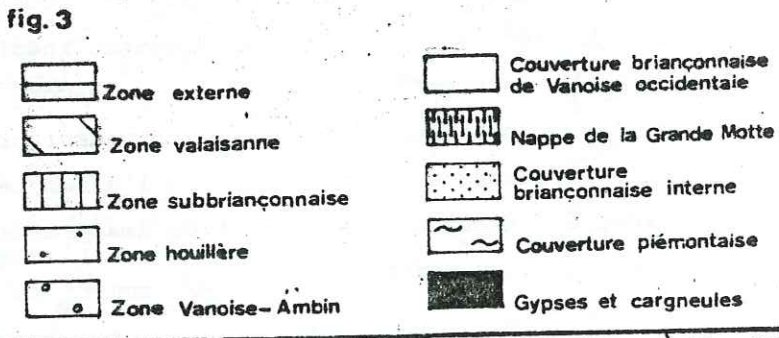 fig. 3
Zone externe
Zone valaisanne
Zone subbriançonnaise
Zone houillère
Zone Vanoise-Ambin
Couverture briançonnaise
de Vanoise occidentaie
Nappe de la Grande Motte
Couverture
briançonnaise interne
Couverture piémontaise
Gypses et cargneules